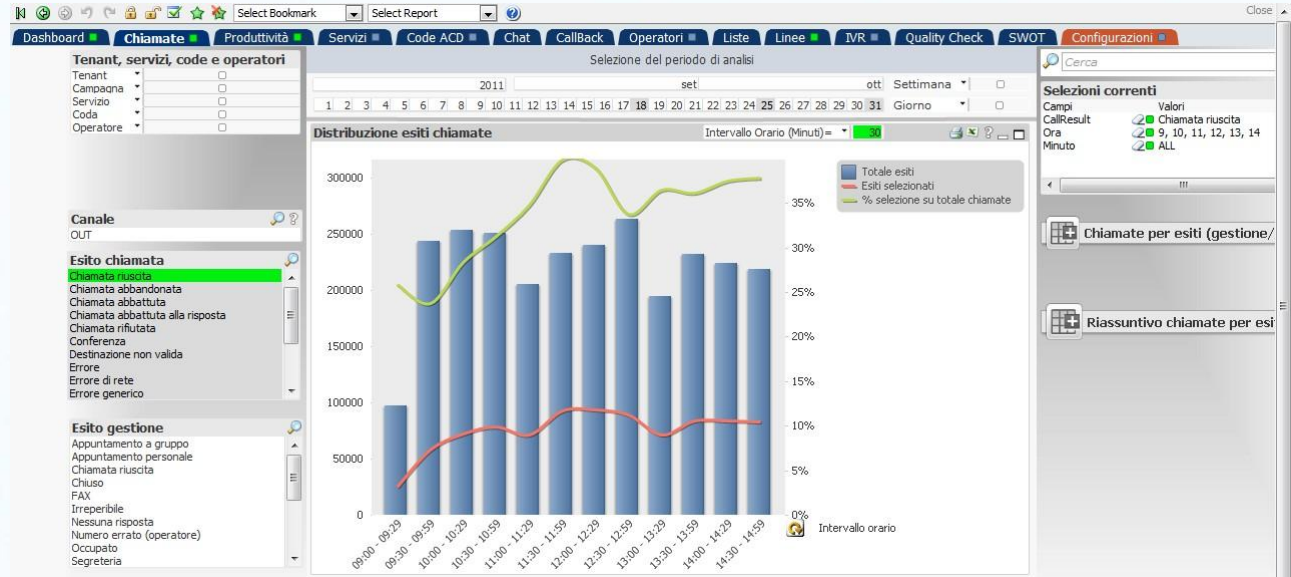 Select Bookmark
Select Report
Close
Dashboard
Chiamate
Produttività
Servizi
Code ACD
Chat
CallBack
Operatori
Liste
Linee
IVR
Quality Check
SWOT
Configurazioni
Tenant, servizi, code e operatori
Tenant
Campagna
Servizio
Coda
Operatore
Canale
OUT
Esito chiamata
Chiamata riuscita
Chiamata abbandonata
Chiamata abbattuta
Chiamata abbattuta alla risposta
Chiamata rifiutata
Conferenza
Destinazione non valida
Errore
Errore di rete
Errore generico
Esito gestione
Appuntamento a gruppo
Appuntamento personale
Chiamata riuscita
Chiuso
FAX
Irreperibile
Nessuna risposta
Numero errato (operatore)
Occupato
Segreteria
Selezione del periodo di analisi
2011 set ott Settimana
1 2 3 4 5 6 7 8 9 10 11 12 13 14 15 16 17 18 19 20 21 22 23 24 25 26 27 28 29 30 31 Giorno
Distribuzione esiti chiamate
Intervallo Orario (Minuti)= 30
Totale esiti
Esiti selezionati
% selezione su totale chiamate
300000
250000
200000
150000
100000
50000
0
35%
30%
25%
20%
15%
10%
5%
0%
09:00 - 09:29
09:30 - 09:59
10:00 - 10:29
10:30 - 10:59
11:00 - 11:29
11:30 - 11:59
12:00 - 12:29
12:30 - 12:59
13:00 - 13:29
13:30 - 13:59
14:00 - 14:29
14:30 - 14:59
Intervallo orario
Cerca
Selezioni correnti
Campi Valori
CallResult Chiamata riuscita
Ora 9, 10, 11, 12, 13, 14
Minuto ALL
Chiamate per esiti (gestione/
Riassuntivo chiamate per esi